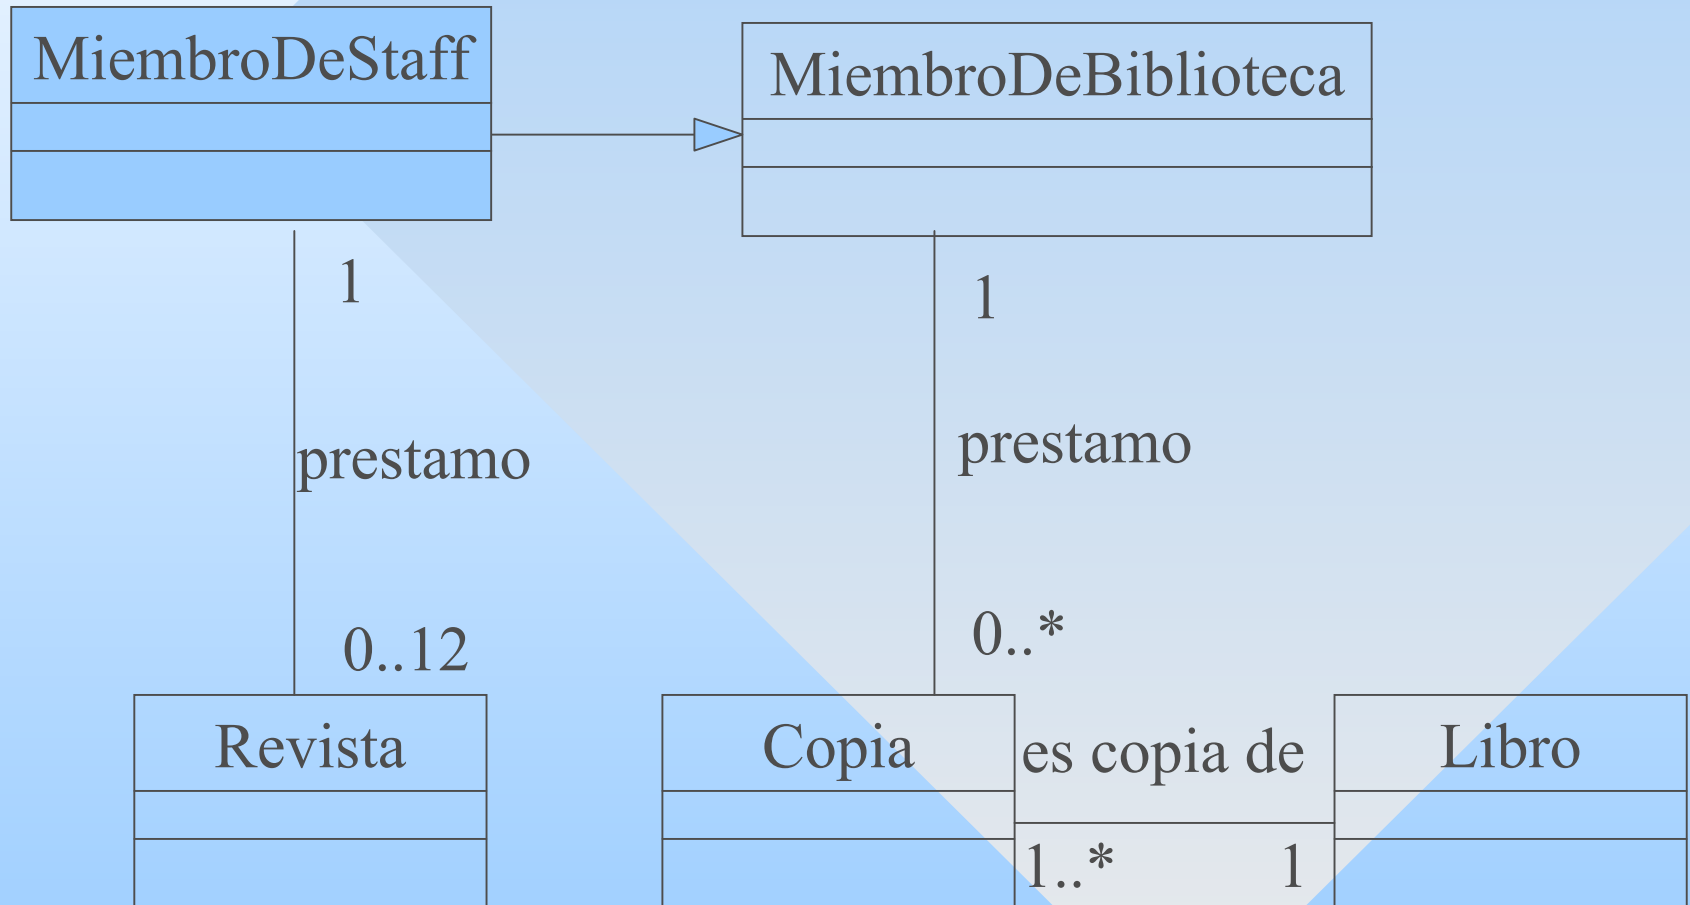 MiembroDeStaff
MiembroDeBiblioteca
1
1
prestamo
prestamo
0..12
0..*
Revista
Copia
es copia de
Libro
1..*
1